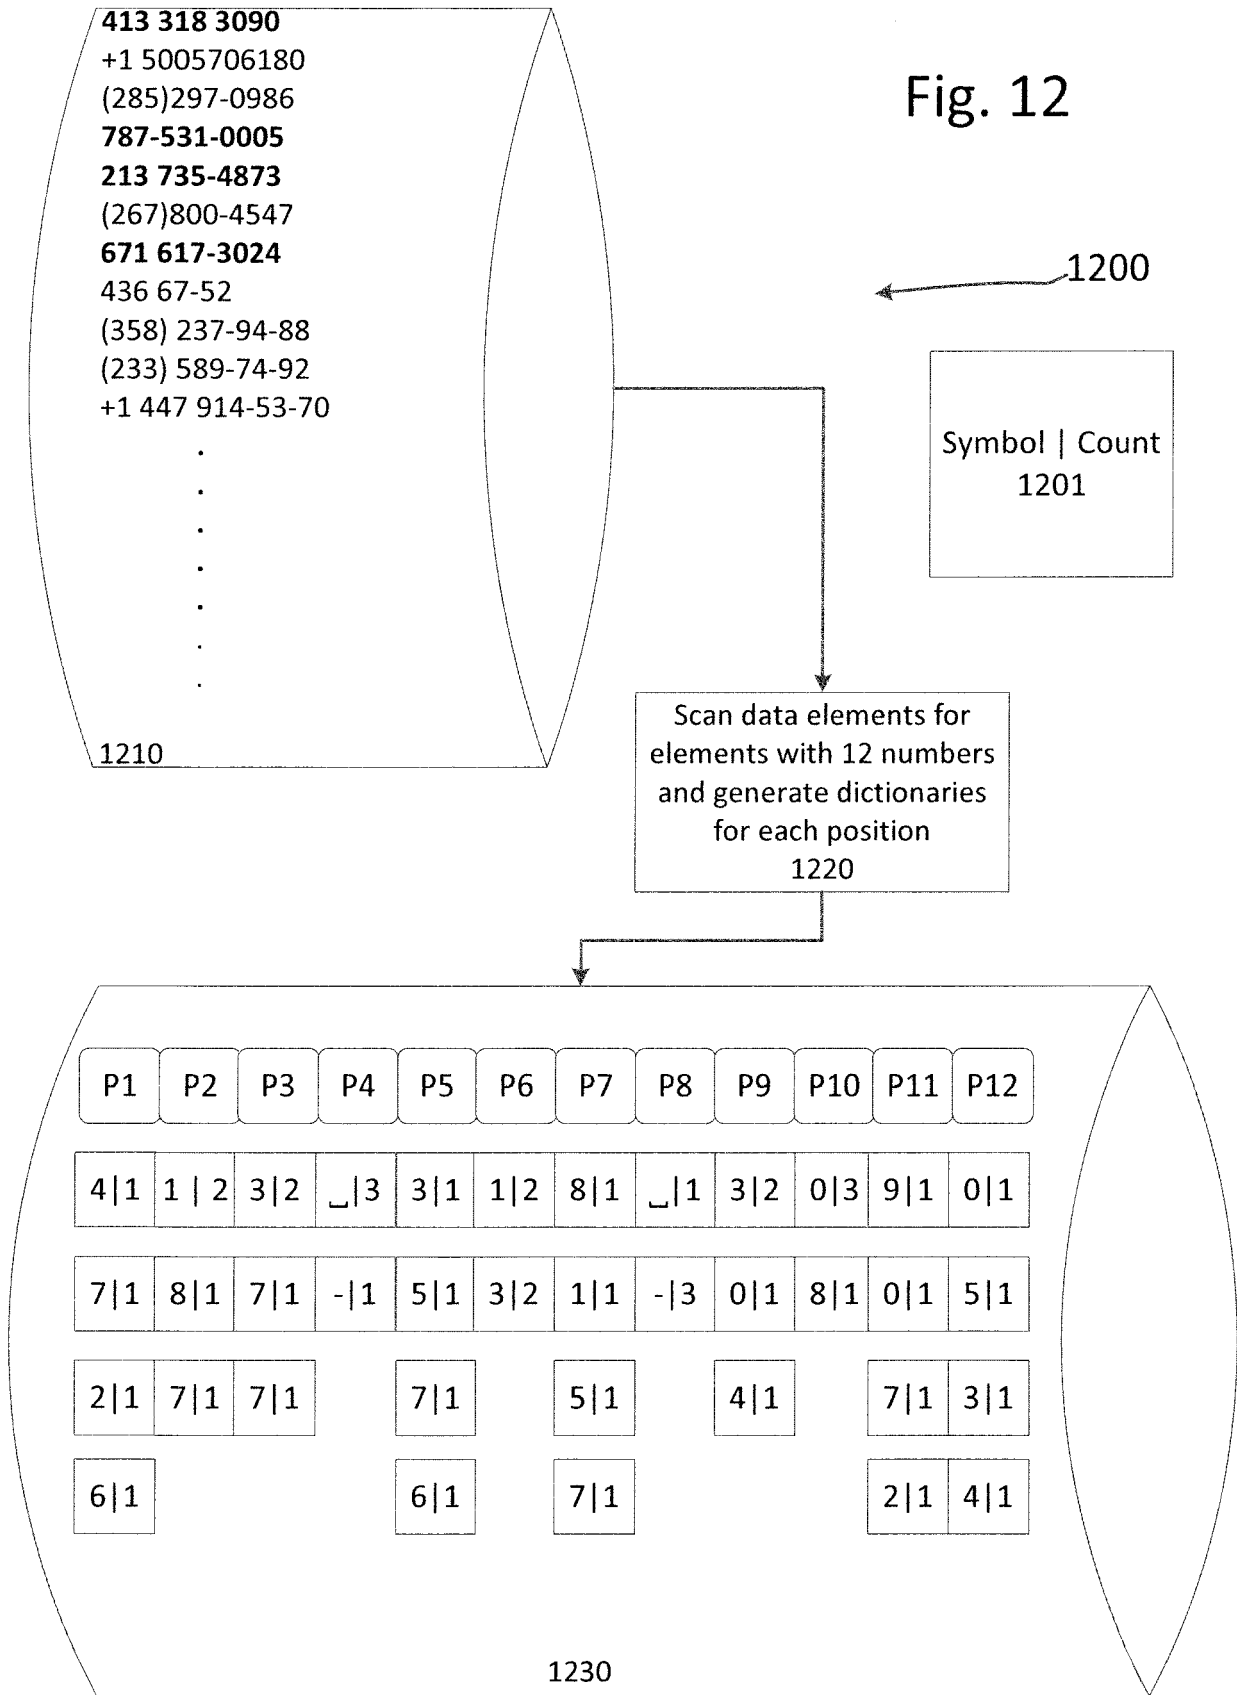 413 318 3090
+1 5005706180
(285)297-0986
787-531-0005
213 735-4873
(267)800-4547
671 617-3024
436 67-52
(358) 237-94-88
(233) 589-74-92
+1 447 914-53-70
.
.
.
.
.
.
.
1210
Fig. 12
1200
Symbol | Count
1201
Scan data elements for
elements with 12 numbers
and generate dictionaries
for each position
1220
P1 P2 P3 P4 P5 P6 P7 P8 P9 P10 P11 P12
4|1 1 | 2 3|2 ␣|3 3|1 1|2 8|1 ␣|1 3|2 0|3 9|1 0|1
7|1 8|1 7|1 -|1 5|1 3|2 1|1 -|3 0|1 8|1 0|1 5|1
2|1 7|1 7|1 7|1 5|1 4|1 7|1 3|1
6|1 6|1 7|1 2|1 4|1
1230